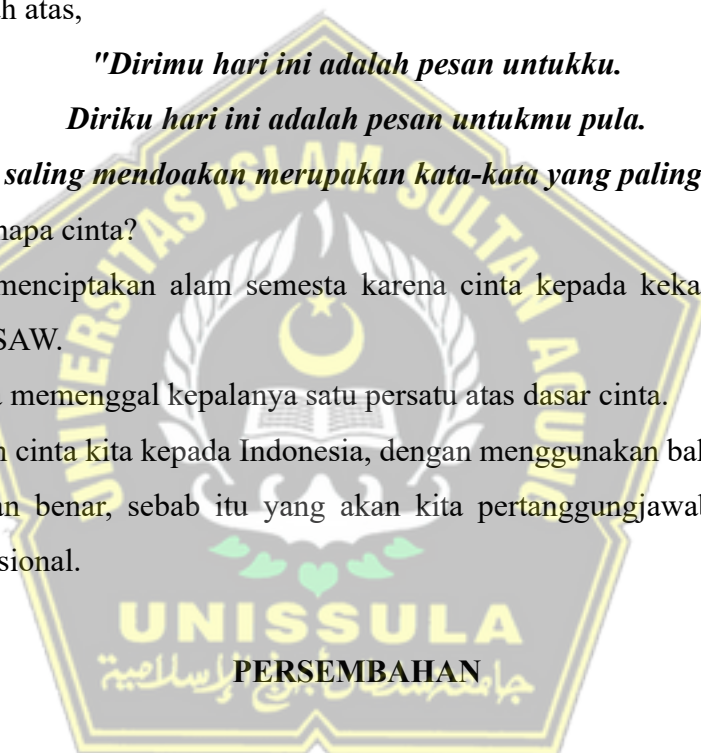 h atas,
"Dirimu hari ini adalah pesan untukku.
Diriku hari ini adalah pesan untukmu pula.
saling mendoakan merupakan kata-kata yang paling
napa cinta?
menciptakan alam semesta karena cinta kepada keka
SAW.
memenggal kepalanya satu persatu atas dasar cinta.
n cinta kita kepada Indonesia, dengan menggunakan bal
an benar, sebab itu yang akan kita pertanggungjawab
sional.
UNIVERSITAS ISLAM SULTAN AGUNG
UNISSULA
جامعة سلطان أجونج الإسلامية
PERSEMBAHAN